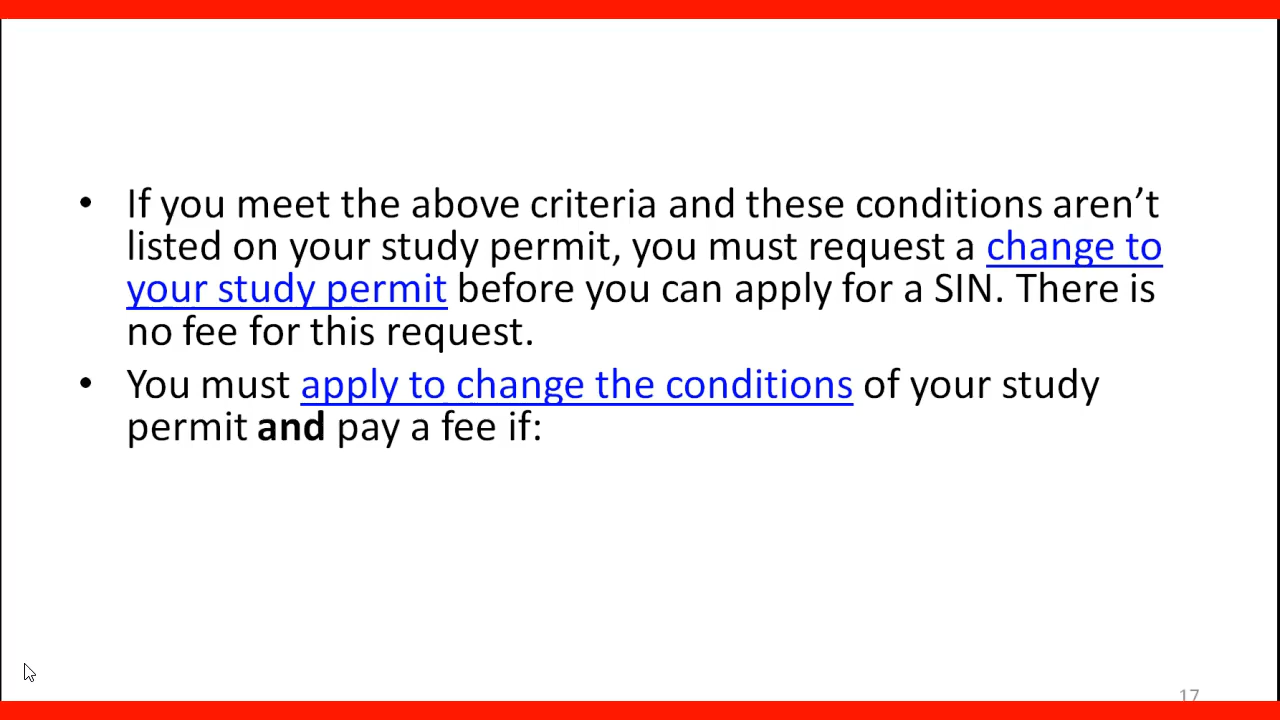 • If you meet the above criteria and these conditions aren’t
listed on your study permit, you must request a change to
your study permit before you can apply for a SIN. There is
no fee for this request.
• You must apply to change the conditions of your study
permit and pay a fee if:
17